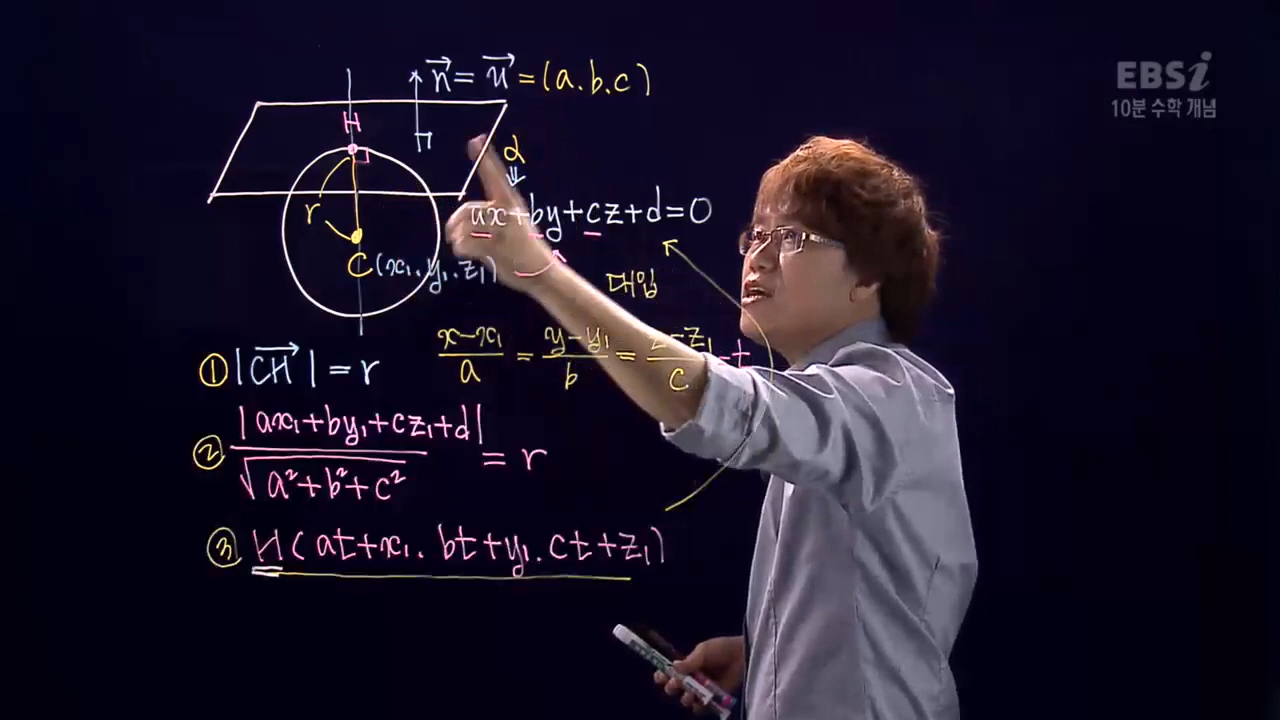 EBSi
10분 수학 개념
n⃗ = u⃗ = (a.b.c)
H
α
r
ax+by+cz+d=0
C(x₁.y₁.z₁)
대입
(x-x₁)/a = (y-y₁)/b = (z-z₁)/c = t
① |CH⃗| = r
② |ax₁+by₁+cz₁+d| / √(a²+b²+c²) = r
③ H(at+x₁. bt+y₁. ct+z₁)